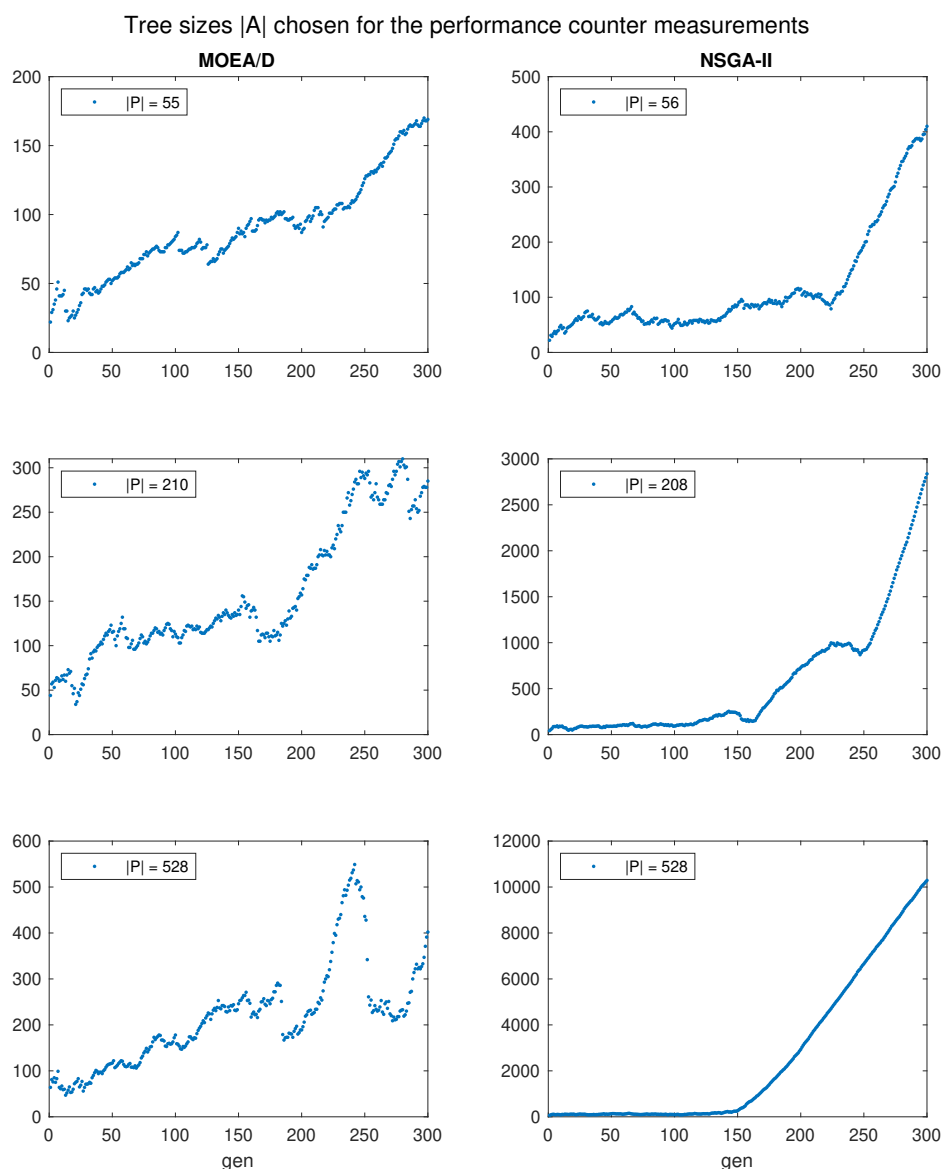 Tree sizes |A| chosen for the performance counter measurements
MOEA/D
200
150
100
50
0
|P| = 55
0 50 100 150 200 250 300
NSGA-II
500
400
300
200
100
0
|P| = 56
0 50 100 150 200 250 300
300
250
200
150
100
50
0
|P| = 210
0 50 100 150 200 250 300
3000
2500
2000
1500
1000
500
0
|P| = 208
0 50 100 150 200 250 300
600
500
400
300
200
100
0
|P| = 528
0 50 100 150 200 250 300
gen
12000
10000
8000
6000
4000
2000
0
|P| = 528
0 50 100 150 200 250 300
gen